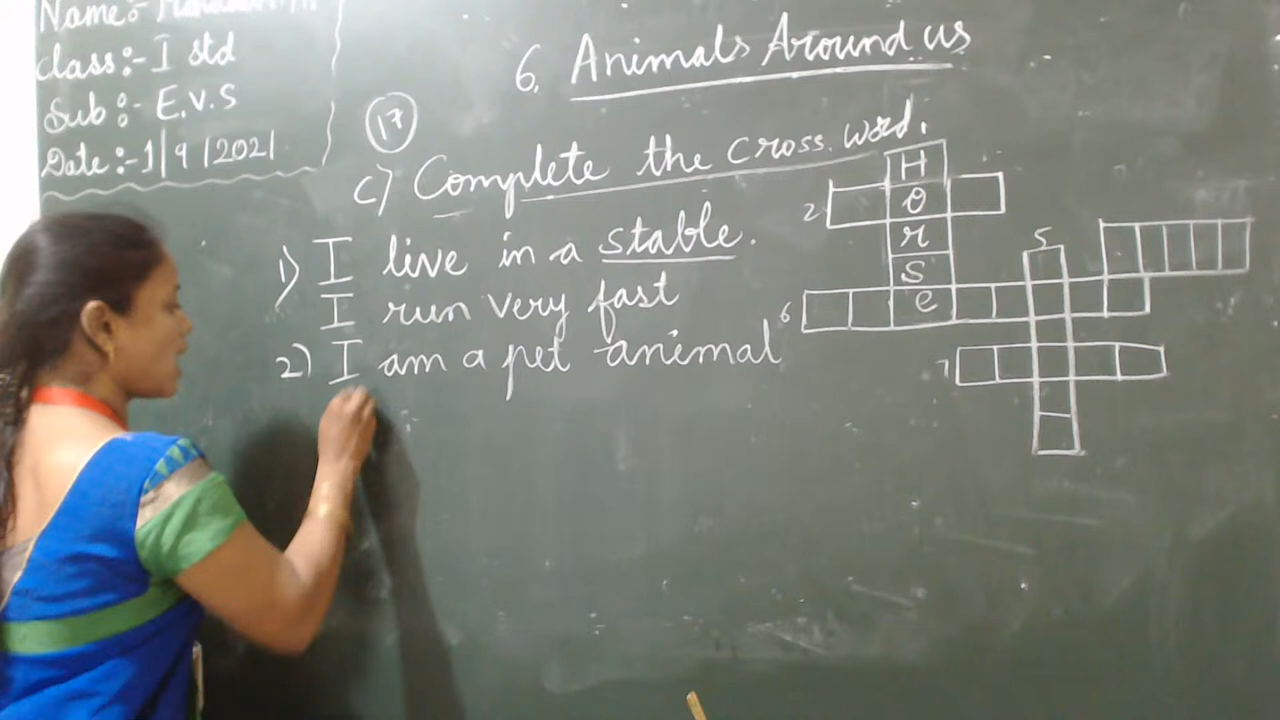 Name:-
Class:- I std
Sub:- E.V.S
Date:- 1/9/2021
6. Animals Around us
17
C) Complete the cross word.
1) I live in a stable.
I run very fast
2) I am a pet animal
H
2 o
r
5
s
6 e
7